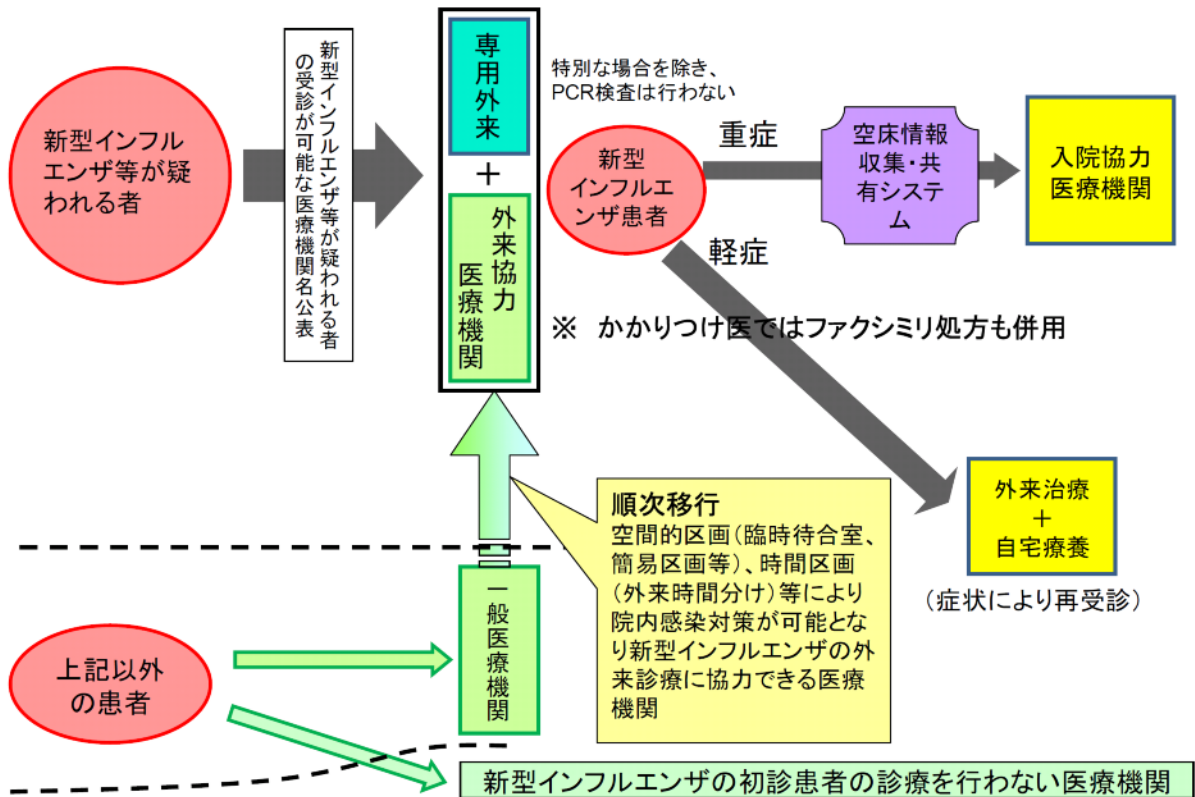 新型インフル
エンザ等が疑
われる者
新型インフルエンザ等が疑われる者
の受診が可能な医療機関名公表
専用外来
＋
外来協力
医療機関
特別な場合を除き、
PCR検査は行わない
新型
インフルエ
ンザ患者
重症
空床情報
収集・共
有システ
ム
入院協力
医療機関
軽症
※ かかりつけ医ではファクシミリ処方も併用
外来治療
＋
自宅療養
（症状により再受診）
順次移行
空間的区画（臨時待合室、
簡易区画等）、時間区画
（外来時間分け）等により
院内感染対策が可能とな
り新型インフルエンザの外
来診療に協力できる医療
機関
一般医療機関
上記以外
の患者
新型インフルエンザの初診患者の診療を行わない医療機関